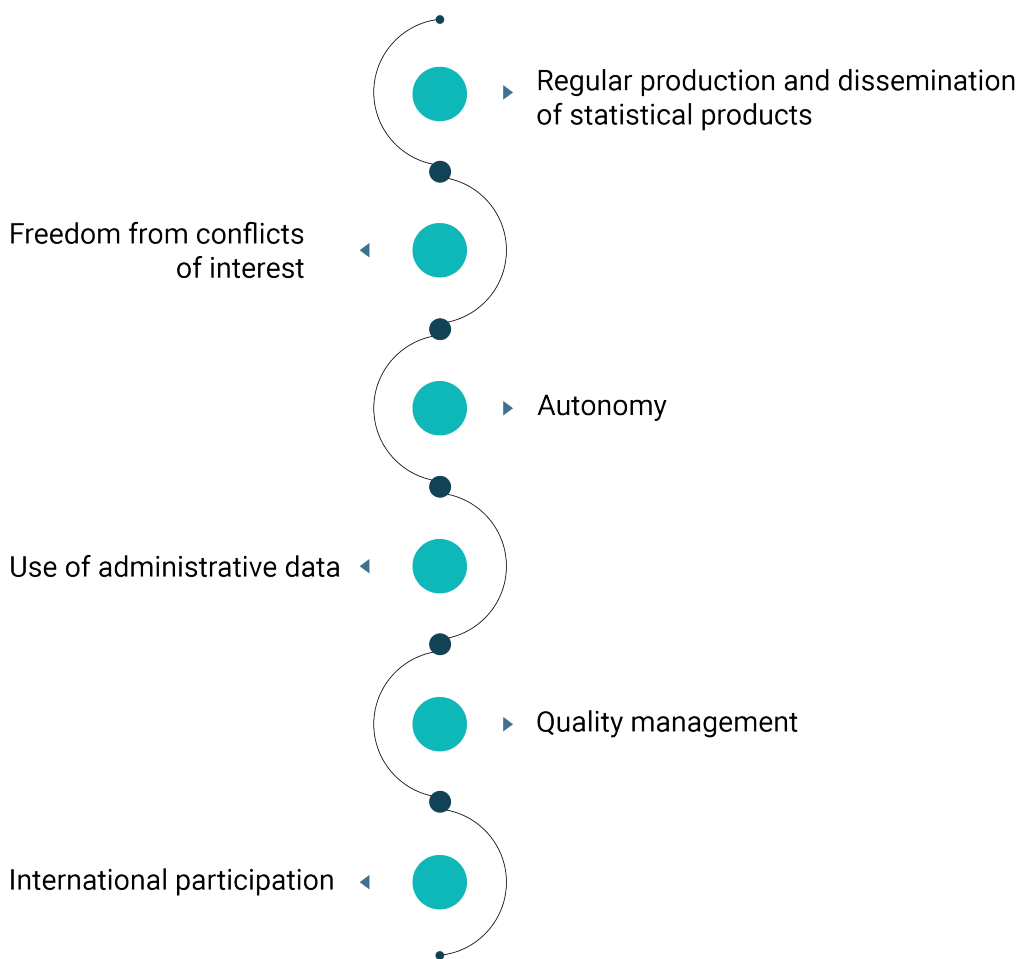 Regular production and dissemination
of statistical products
Freedom from conflicts
of interest
Autonomy
Use of administrative data
Quality management
International participation